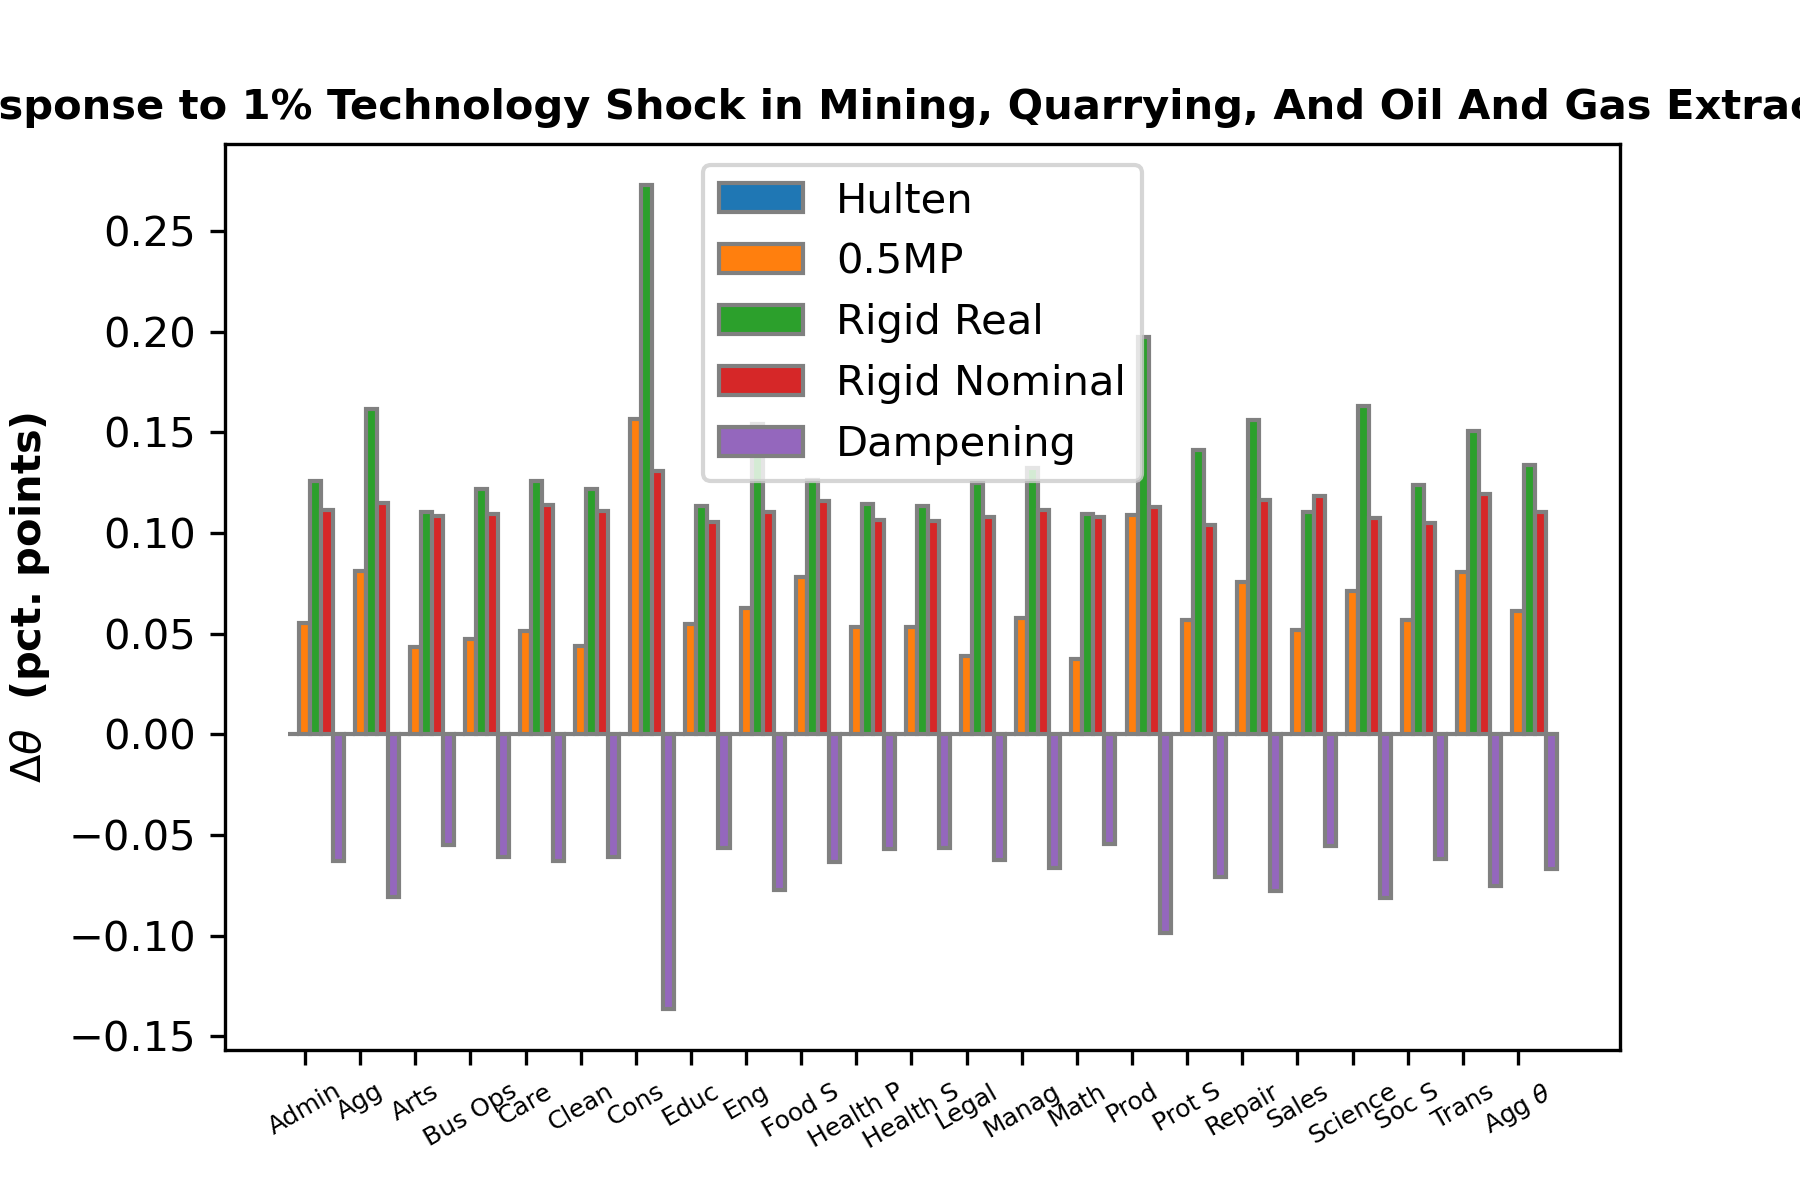 sponse to 1% Technology Shock in Mining, Quarrying, And Oil And Gas Extrac
Hulten
0.5MP
Rigid Real
Rigid Nominal
Dampening
Δθ (pct. points)
0.25
0.20
0.15
0.10
0.05
0.00
−0.05
−0.10
−0.15
Admin
Agg
Arts
Bus Ops
Care
Clean
Cons
Educ
Eng
Food S
Health P
Health S
Legal
Manag
Math
Prod
Prot S
Repair
Sales
Science
Soc S
Trans
Agg θ